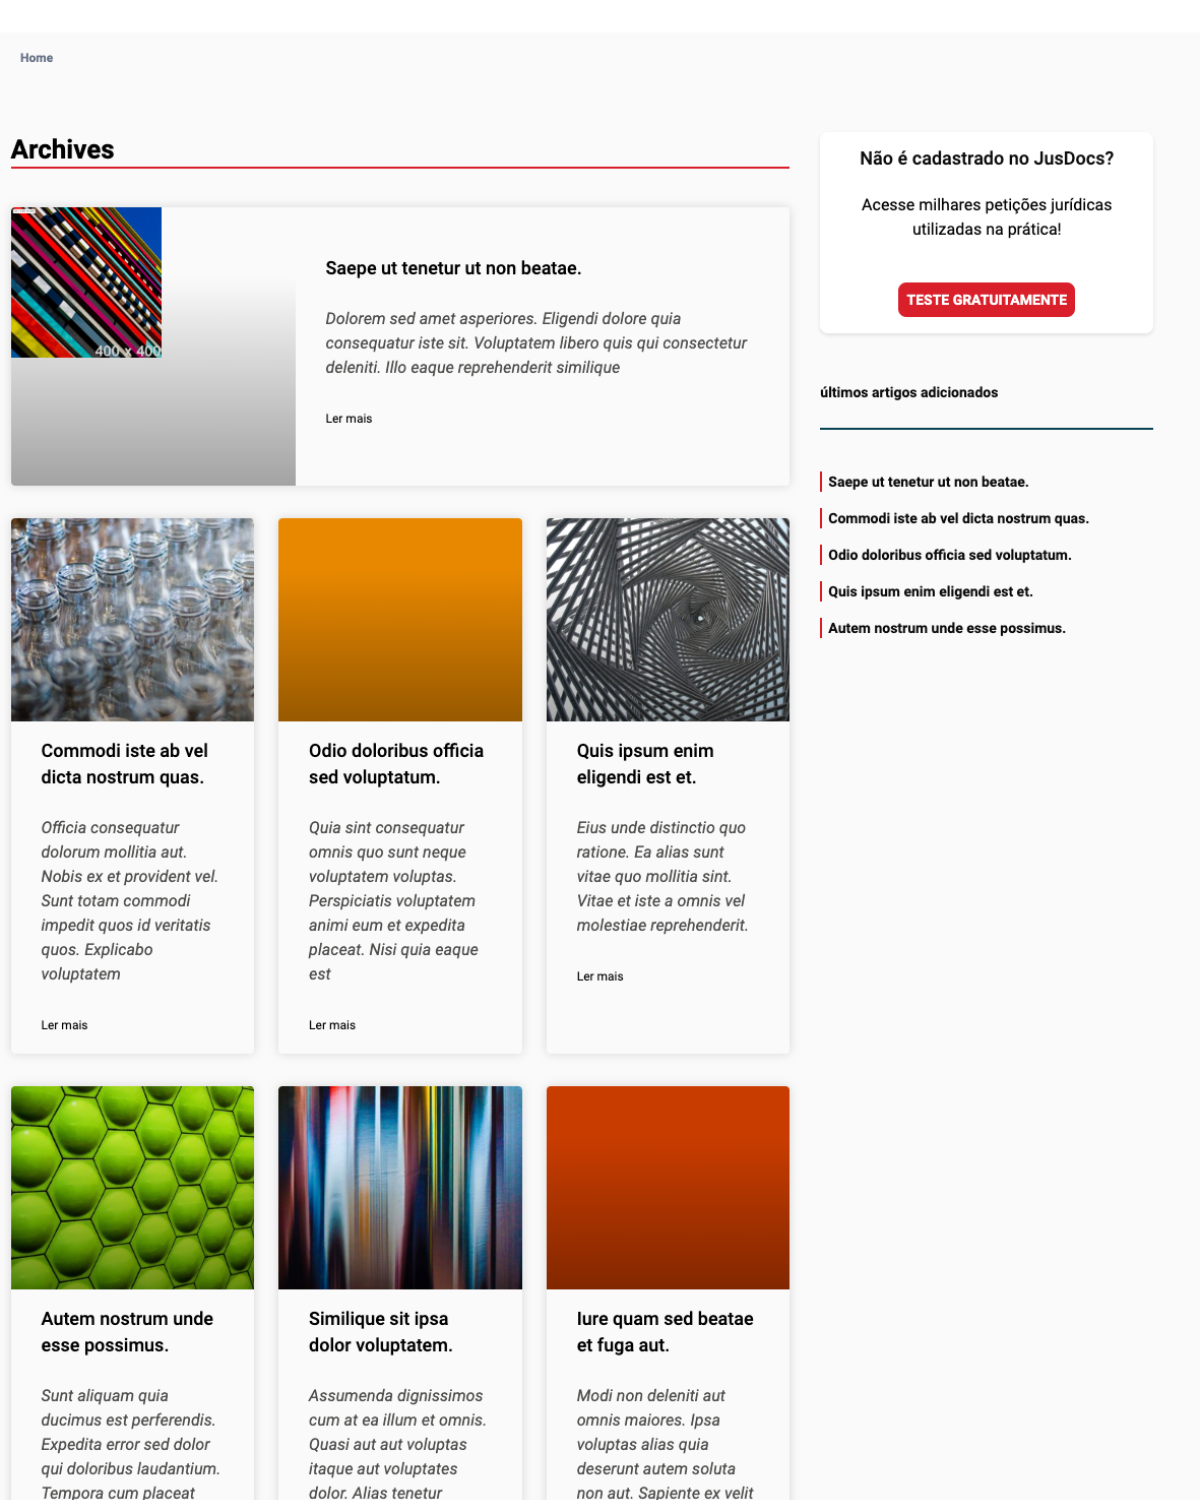 Home
Archives
400 x 400
Saepe ut tenetur ut non beatae.
Dolorem sed amet asperiores. Eligendi dolore quia
consequatur iste sit. Voluptatem libero quis qui consectetur
deleniti. Illo eaque reprehenderit similique
Ler mais
Commodi iste ab vel
dicta nostrum quas.
Officia consequatur
dolorum mollitia aut.
Nobis ex et provident vel.
Sunt totam commodi
impedit quos id veritatis
quos. Explicabo
voluptatem
Ler mais
Odio doloribus officia
sed voluptatum.
Quia sint consequatur
omnis quo sunt neque
voluptatem voluptas.
Perspiciatis voluptatem
animi eum et expedita
placeat. Nisi quia eaque
est
Ler mais
Quis ipsum enim
eligendi est et.
Eius unde distinctio quo
ratione. Ea alias sunt
vitae quo mollitia sint.
Vitae et iste a omnis vel
molestiae reprehenderit.
Ler mais
Autem nostrum unde
esse possimus.
Sunt aliquam quia
ducimus est perferendis.
Expedita error sed dolor
qui doloribus laudantium.
Tempora cum placeat
Similique sit ipsa
dolor voluptatem.
Assumenda dignissimos
cum at ea illum et omnis.
Quasi aut aut voluptas
itaque aut voluptates
dolor. Alias tenetur
Iure quam sed beatae
et fuga aut.
Modi non deleniti aut
omnis maiores. Ipsa
voluptas alias quia
deserunt autem soluta
non aut. Sapiente ex velit
Não é cadastrado no JusDocs?
Acesse milhares petições jurídicas
utilizadas na prática!
TESTE GRATUITAMENTE
últimos artigos adicionados
Saepe ut tenetur ut non beatae.
Commodi iste ab vel dicta nostrum quas.
Odio doloribus officia sed voluptatum.
Quis ipsum enim eligendi est et.
Autem nostrum unde esse possimus.